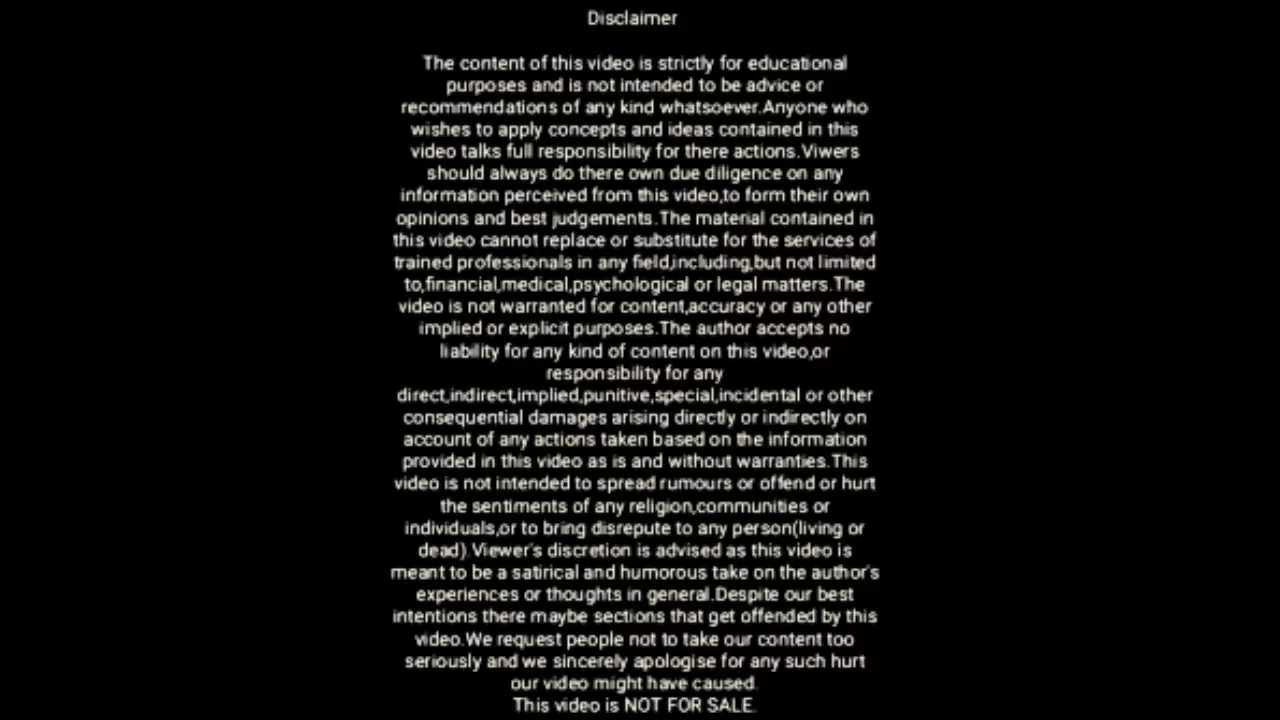 Disclaimer
The content of this video is strictly for educational
purposes and is not intended to be advice or
recommendations of any kind whatsoever.Anyone who
wishes to apply concepts and ideas contained in this
video talks full responsibility for there actions.Viwers
should always do there own due diligence on any
information perceived from this video,to form their own
opinions and best judgements.The material contained in
this video cannot replace or substitute for the services of
trained professionals in any field,including,but not limited
to,financial,medical,psychological or legal matters.The
video is not warranted for content,accuracy or any other
implied or explicit purposes.The author accepts no
liability for any kind of content on this video,or
responsibility for any
direct,indirect,implied,punitive,special,incidental or other
consequential damages arising directly or indirectly on
account of any actions taken based on the information
provided in this video as is and without warranties.This
video is not intended to spread rumours or offend or hurt
the sentiments of any religion,communities or
individuals,or to bring disrepute to any person(living or
dead).Viewer's discretion is advised as this video is
meant to be a satirical and humorous take on the author's
experiences or thoughts in general.Despite our best
intentions there maybe sections that get offended by this
video.We request people not to take our content too
seriously and we sincerely apologise for any such hurt
our video might have caused.
This video is NOT FOR SALE.